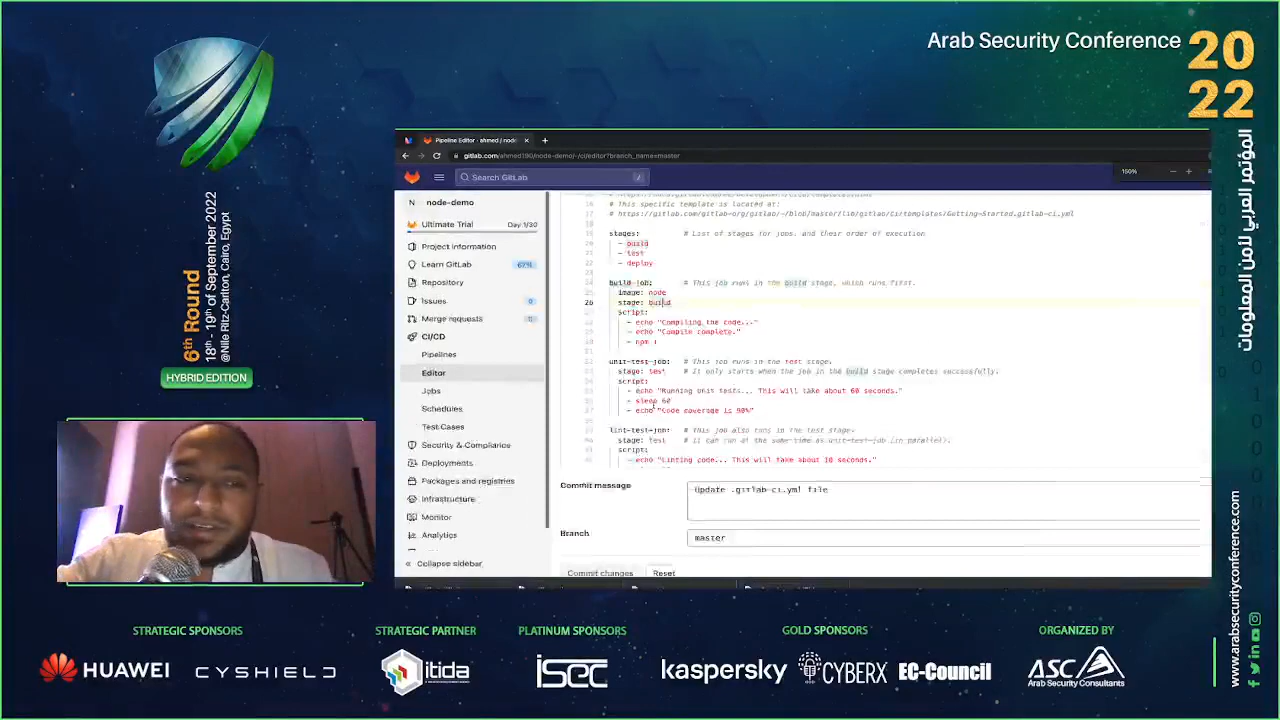 Arab Security Conference
20
22
المؤتمر العربي لأمن المعلومات
6th Round
18th - 19th of September2022
@Nile Ritz-Carlton, Cairo, Egypt
HYBRID EDITION
Pipeline Editor · ahmed / node
gitlab.com/ahmed190/node-demo/-/ci/editor?branch_name=master
150%
Search GitLab
N node-demo
Ultimate Trial Day 1/30
Project information
Learn GitLab 67%
Repository
Issues 0
Merge requests
CI/CD
Pipelines
Editor
Jobs
Schedules
Test Cases
Security & Compliance
Deployments
Packages and registries
Infrastructure
Monitor
Analytics
Collapse sidebar
# This specific template is located at:
# https://gitlab.com/gitlab-org/gitlab/-/blob/master/lib/gitlab/ci/templates/Getting-Started.gitlab-ci.yml
stages: # List of stages for jobs, and their order of execution
- build
- test
- deploy
build-job: # This job runs in the build stage, which runs first.
image: node
26 stage: build
script:
- echo "Compiling the code..."
- echo "Compile complete."
- npm i
unit-test-job: # This job runs in the test stage.
stage: test # It only starts when the job in the build stage completes successfully.
script:
- echo "Running unit tests... This will take about 60 seconds."
- sleep 60
- echo "Code coverage is 90%"
lint-test-job: # This job also runs in the test stage.
stage: test # It can run at the same time as unit-test-job (in parallel).
script:
- echo "Linting code... This will take about 10 seconds."
Commit message
Update .gitlab-ci.yml file
Branch
master
Commit changes Reset
STRATEGIC SPONSORS
STRATEGIC PARTNER
PLATINUM SPONSORS
GOLD SPONSORS
ORGANIZED BY
HUAWEI
CYSHIELD
itida
isec
kaspersky
CYBERX
EC-Council
ASC
Arab Security Consultants
www.arabsecurityconference.com